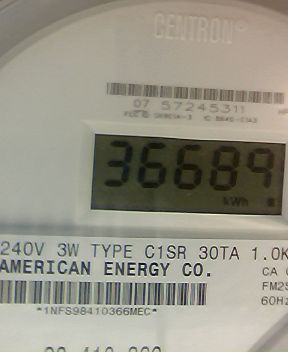 CENTRON®
07 57245311
36689
kWh
240V 3W TYPE C1SR 30TA 1.0K
AMERICAN ENERGY CO.
CA
FM2S
60Hz
*1NFS98410366MEC*